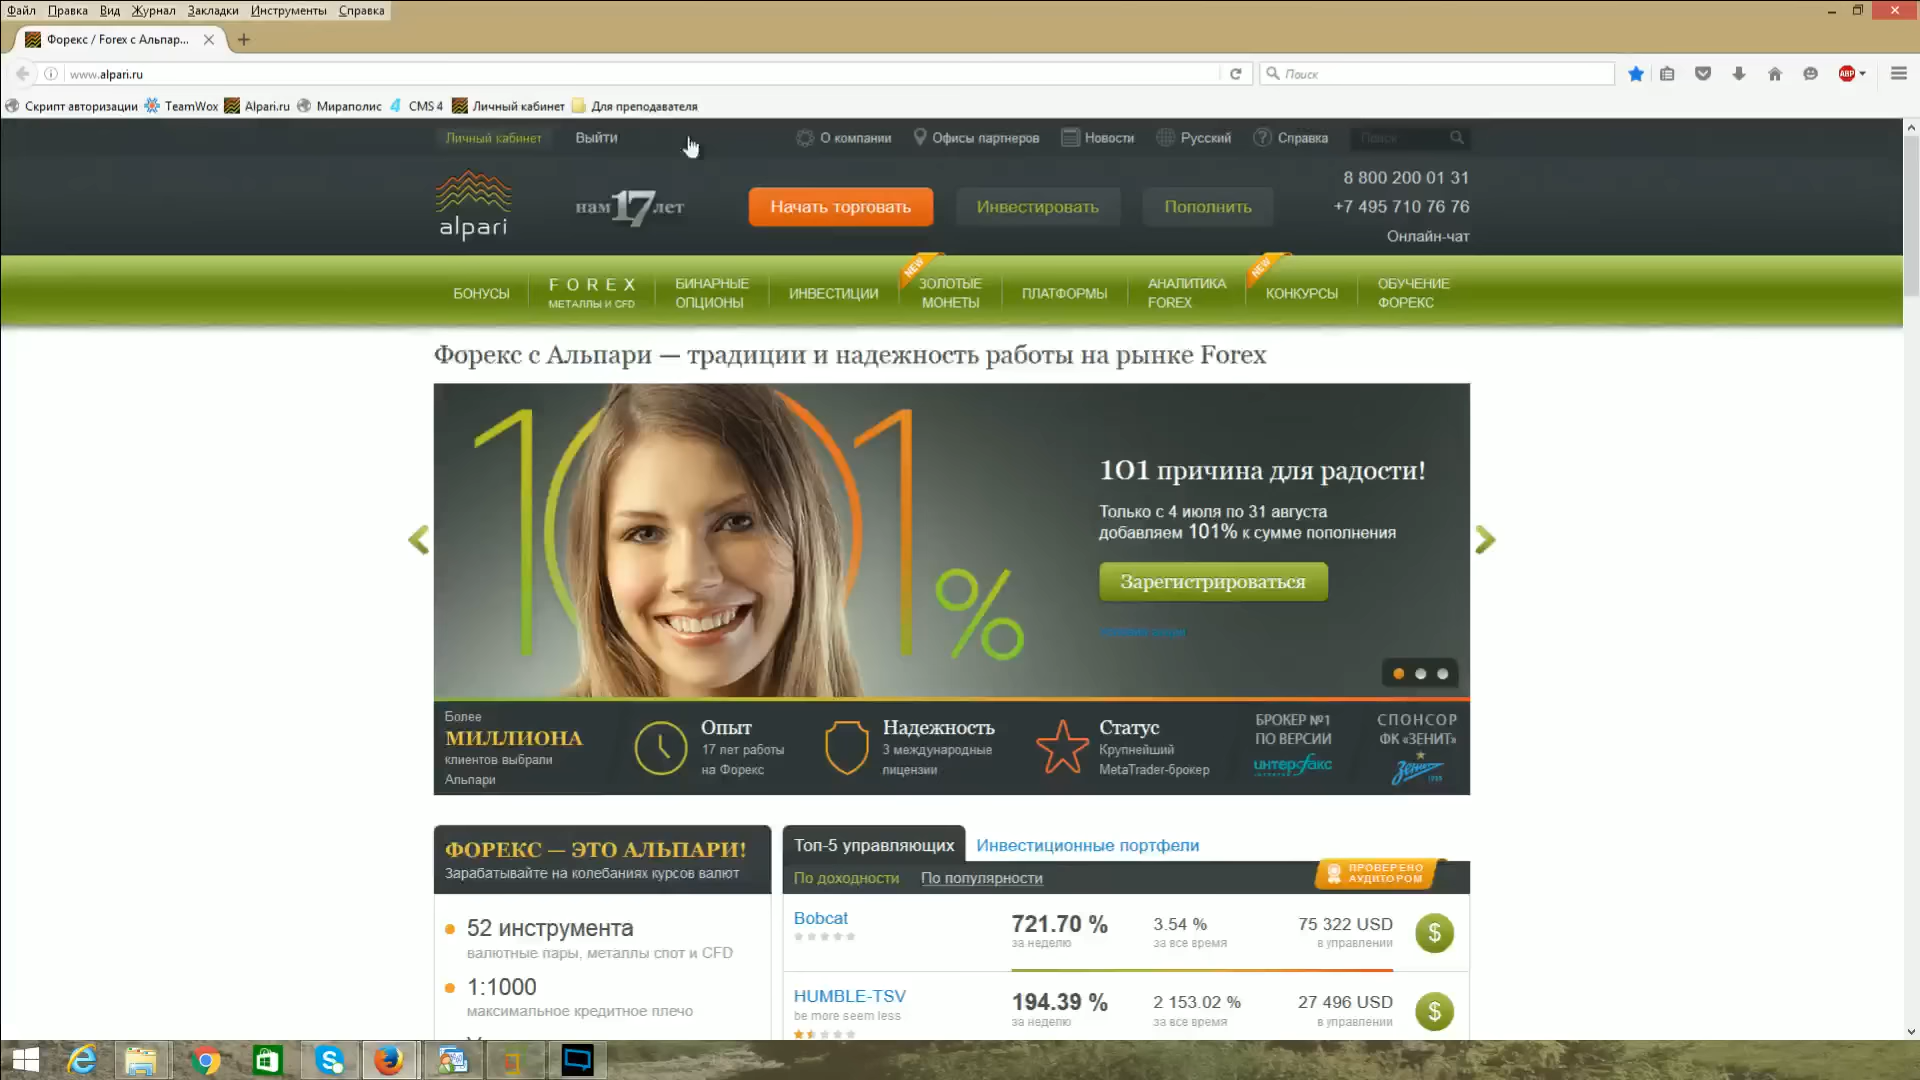 Файл Правка Вид Журнал Закладки Инструменты Справка
Форекс / Forex с Альпар...
www.alpari.ru
Поиск
ABP
Скрипт авторизации TeamWox Alpari.ru Мираполис CMS 4 Личный кабинет Для преподавателя
Личный кабинет Выйти О компании Офисы партнеров Новости Русский Справка Поиск
alpari
нам 17 лет
Начать торговать Инвестировать Пополнить
8 800 200 01 31
+7 495 710 76 76
Онлайн-чат
БОНУСЫ
FOREX
МЕТАЛЛЫ И CFD
БИНАРНЫЕ
ОПЦИОНЫ
ИНВЕСТИЦИИ
NEW
ЗОЛОТЫЕ
МОНЕТЫ
ПЛАТФОРМЫ
АНАЛИТИКА
FOREX
NEW
КОНКУРСЫ
ОБУЧЕНИЕ
ФОРЕКС
Форекс с Альпари — традиции и надежность работы на рынке Forex
101%
101 причина для радости!
Только с 4 июля по 31 августа
добавляем 101% к сумме пополнения
Зарегистрироваться
Более
МИЛЛИОНА
клиентов выбрали
Альпари
Опыт
17 лет работы
на Форекс
Надежность
3 международные
лицензии
Статус
Крупнейший
MetaTrader-брокер
БРОКЕР №1
ПО ВЕРСИИ
интерфакс
СПОНСОР
ФК «ЗЕНИТ»
Зенит
ФОРЕКС — ЭТО АЛЬПАРИ!
Зарабатывайте на колебаниях курсов валют
52 инструмента
валютные пары, металлы спот и CFD
1:1000
максимальное кредитное плечо
Топ-5 управляющих Инвестиционные портфели
По доходности По популярности
ПРОВЕРЕНО
АУДИТОРОМ
Bobcat 721.70 % 3.54 % 75 322 USD $
за неделю за все время в управлении
HUMBLE-TSV 194.39 % 2 153.02 % 27 496 USD $
be more seem less за неделю за все время в управлении